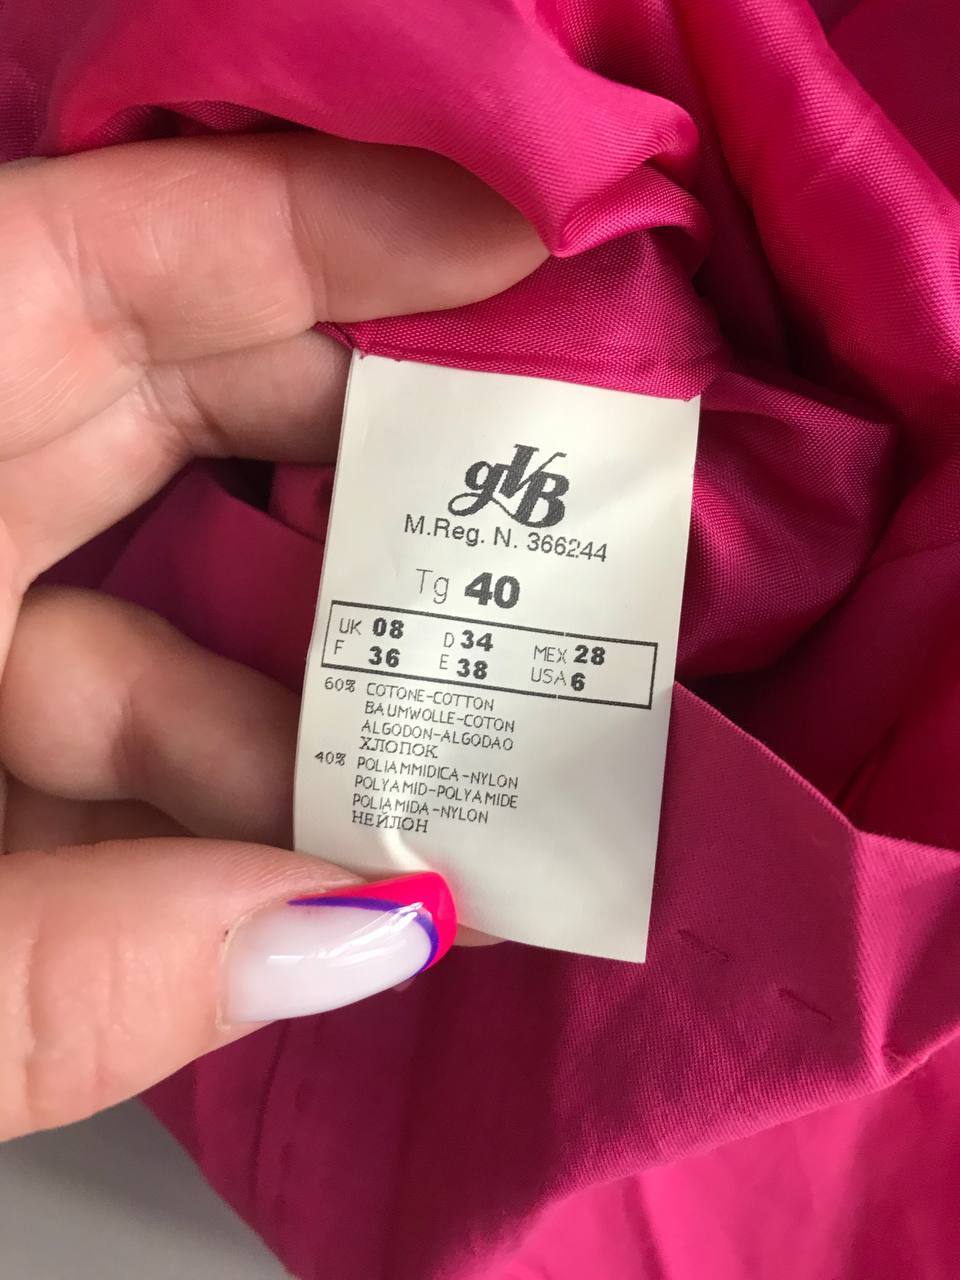 gVB
M.Reg. N. 366244
Tg 40
UK 08 D 34 MEX 28
F 36 E 38 USA 6
60% COTONE-COTTON
BAUMWOLLE-COTON
ALGODON-ALGODAO
ХЛОПОК
40% POLIAMMIDICA-NYLON
POLYAMID-POLYAMIDE
POLIAMIDA-NYLON
НЕЙЛОН